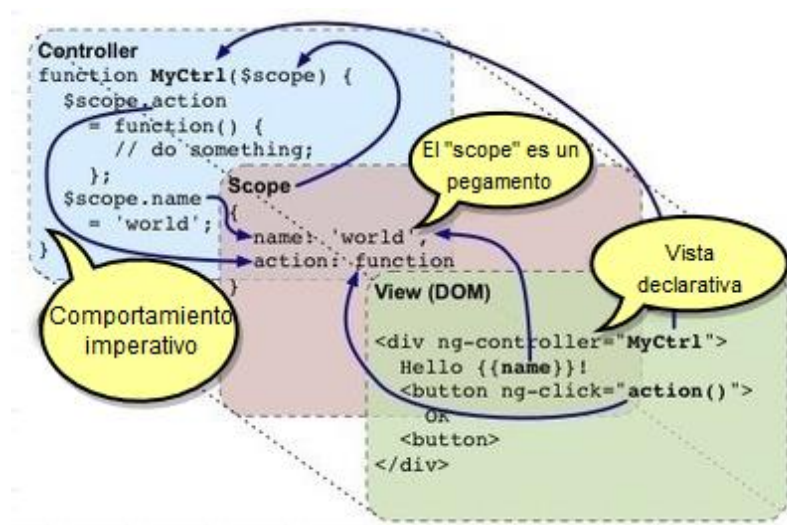 Controller
function MyCtrl($scope) {
$scope.action
= function() {
// do something;
};
$scope.name
= 'world';
}
Comportamiento
imperativo
Scope
{
name: 'world',
action: function
}
El "scope" es un
pegamento
Vista
declarativa
View (DOM)
<div ng-controller="MyCtrl">
Hello {{name}}!
<button ng-click="action()">
OK
<button>
</div>